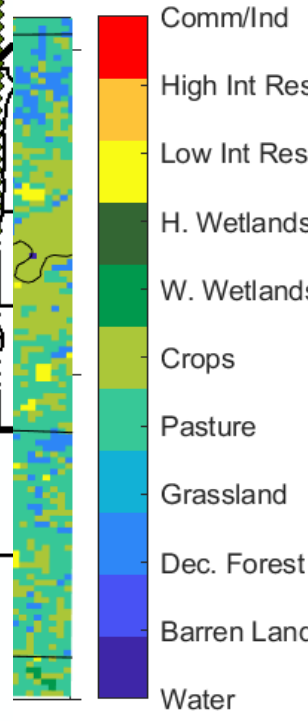 Comm/Ind
High Int Res
Low Int Res
H. Wetlands
W. Wetlands
Crops
Pasture
Grassland
Dec. Forest
Barren Land
Water